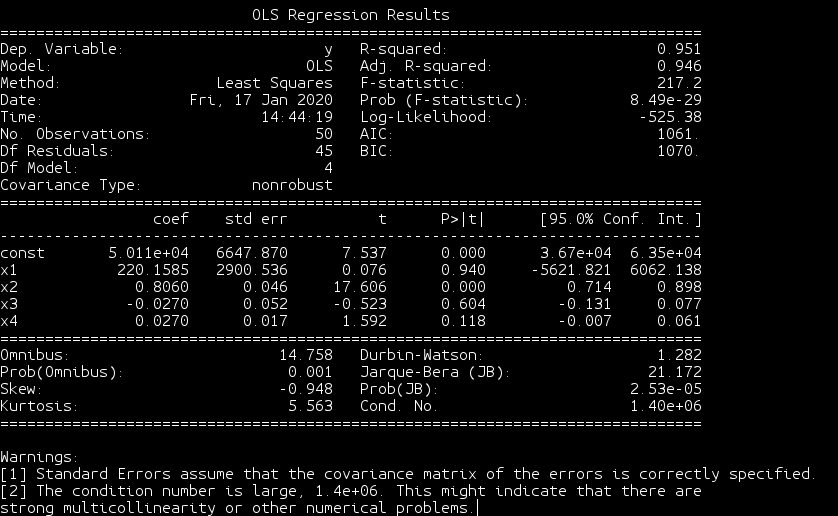 OLS Regression Results
==============================================================================
Dep. Variable:                      y   R-squared:                       0.951
Model:                            OLS   Adj. R-squared:                  0.946
Method:                 Least Squares   F-statistic:                     217.2
Date:                Fri, 17 Jan 2020   Prob (F-statistic):           8.49e-29
Time:                        14:44:19   Log-Likelihood:                -525.38
No. Observations:                  50   AIC:                             1061.
Df Residuals:                      45   BIC:                             1070.
Df Model:                           4
Covariance Type:            nonrobust
==============================================================================
                 coef    std err          t      P>|t|      [95.0% Conf. Int.]
------------------------------------------------------------------------------
const       5.011e+04   6647.870      7.537      0.000      3.67e+04  6.35e+04
x1           220.1585   2900.536      0.076      0.940     -5621.821  6062.138
x2             0.8060      0.046     17.606      0.000         0.714     0.898
x3            -0.0270      0.052     -0.523      0.604        -0.131     0.077
x4             0.0270      0.017      1.592      0.118        -0.007     0.061
==============================================================================
Omnibus:                       14.758   Durbin-Watson:                   1.282
Prob(Omnibus):                  0.001   Jarque-Bera (JB):               21.172
Skew:                          -0.948   Prob(JB):                     2.53e-05
Kurtosis:                       5.563   Cond. No.                     1.40e+06
==============================================================================
Warnings:
[1] Standard Errors assume that the covariance matrix of the errors is correctly specified.
[2] The condition number is large, 1.4e+06. This might indicate that there are
strong multicollinearity or other numerical problems.